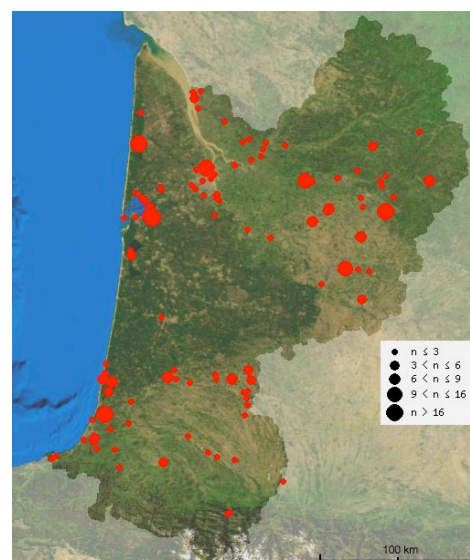 n ≤ 3
3 < n ≤ 6
6 < n ≤ 9
9 < n ≤ 16
n > 16
100 km